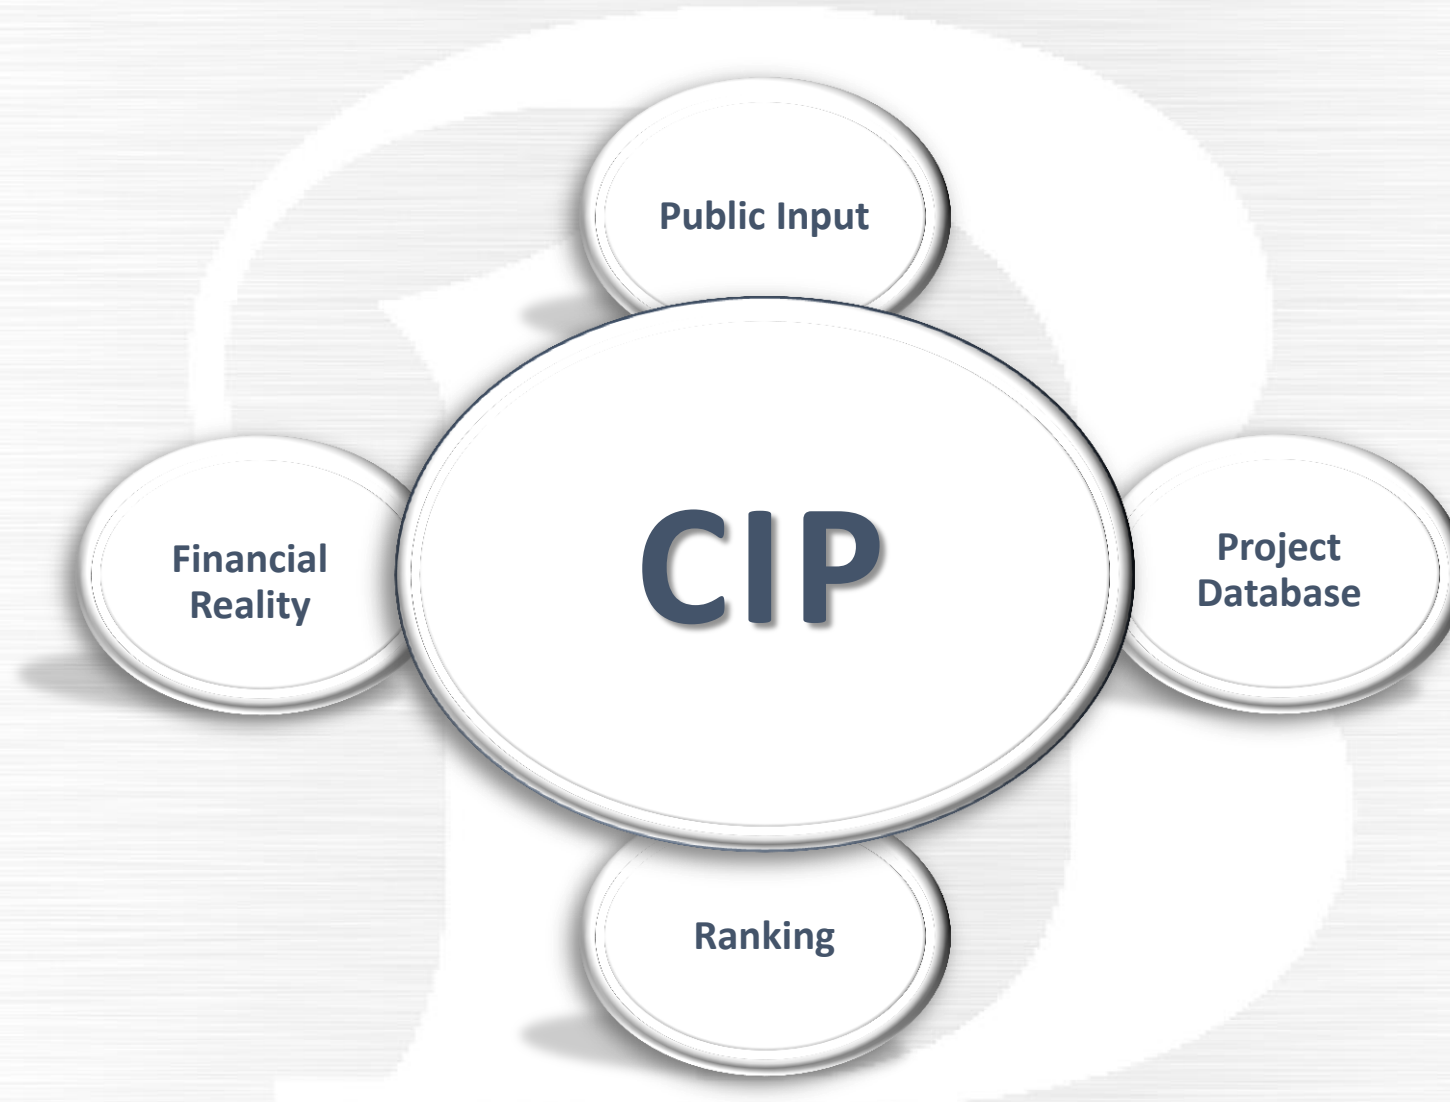 Public Input
Financial
Reality
CIP
Project
Database
Ranking